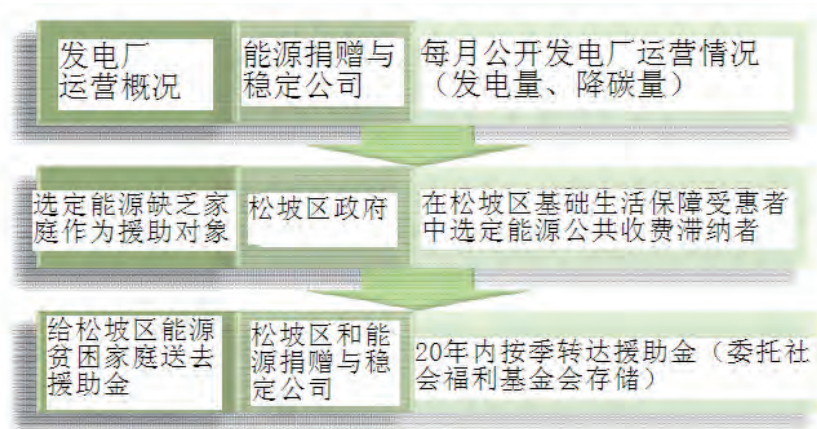 发电厂
运营概况
能源捐赠与
稳定公司
每月公开发电厂运营情况
（发电量、降碳量）
选定能源缺乏家
庭作为援助对象
松坡区政府
在松坡区基础生活保障受惠者
中选定能源公共收费滞纳者
给松坡区能源
贫困家庭送去
援助金
松坡区和能
源捐赠与稳
定公司
20年内按季转达援助金（委托社
会福利基金会存储）